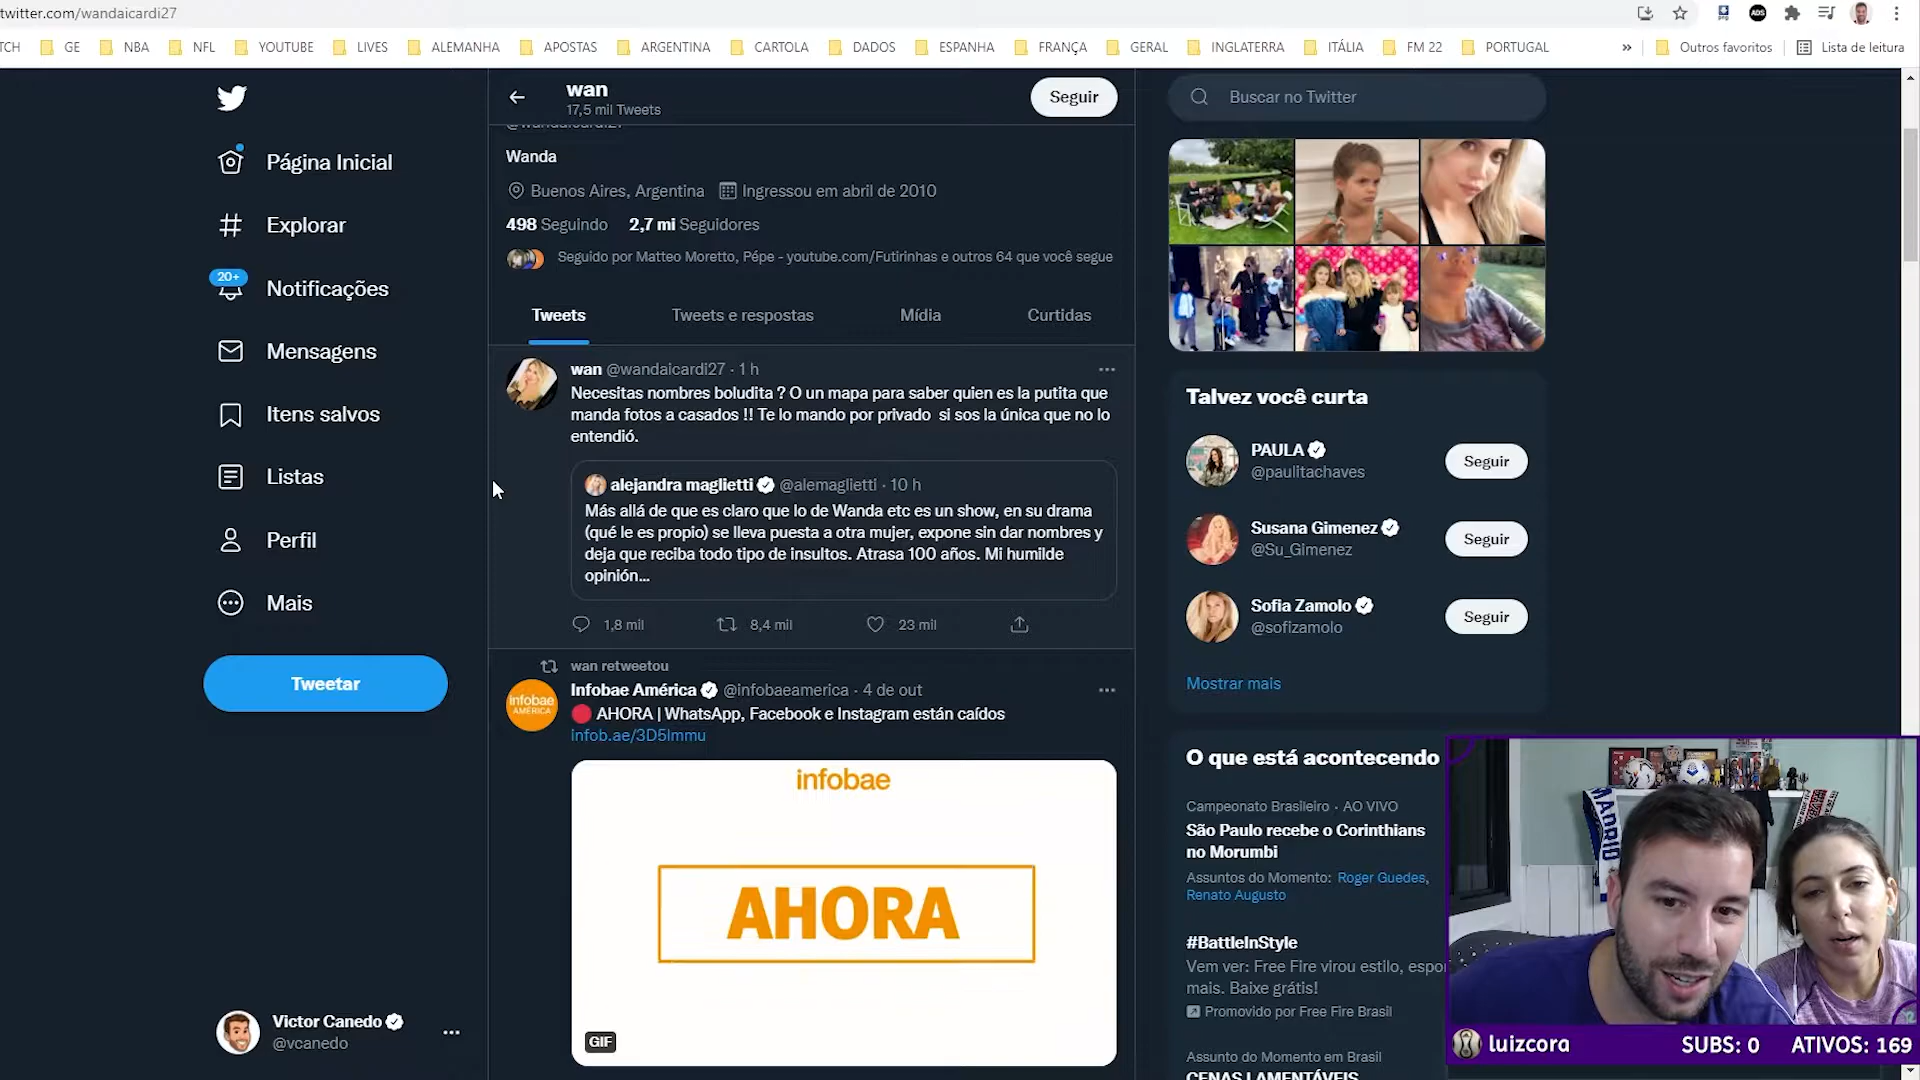 twitter.com/wandaicardi27
TCH GE NBA NFL YOUTUBE LIVES ALEMANHA APOSTAS ARGENTINA CARTOLA DADOS ESPANHA FRANÇA GERAL INGLATERRA ITÁLIA FM 22 PORTUGAL » Outros favoritos Lista de leitura
Página Inicial
Explorar
20+
Notificações
Mensagens
Itens salvos
Listas
Perfil
Mais
Tweetar
Victor Canedo
@vcanedo
wan
17,5 mil Tweets
Seguir
@wandaicardi27
Wanda
Buenos Aires, Argentina Ingressou em abril de 2010
498 Seguindo 2,7 mi Seguidores
Seguido por Matteo Moretto, Pépe - youtube.com/Futirinhas e outros 64 que você segue
Tweets Tweets e respostas Mídia Curtidas
wan @wandaicardi27 · 1 h
Necesitas nombres boludita ? O un mapa para saber quien es la putita que
manda fotos a casados !! Te lo mando por privado si sos la única que no lo
entendió.
alejandra maglietti @alemaglietti · 10 h
Más allá de que es claro que lo de Wanda etc es un show, en su drama
(qué le es propio) se lleva puesta a otra mujer, expone sin dar nombres y
deja que reciba todo tipo de insultos. Atrasa 100 años. Mi humilde
opinión...
1,8 mil 8,4 mil 23 mil
wan retweetou
infobae
AMÉRICA
Infobae América @infobaeamerica · 4 de out
AHORA | WhatsApp, Facebook e Instagram están caídos
infob.ae/3D5lmmu
infobae
AHORA
GIF
Buscar no Twitter
Talvez você curta
PAULA
@paulitachaves
Seguir
Susana Gimenez
@Su_Gimenez
Seguir
Sofia Zamolo
@sofizamolo
Seguir
Mostrar mais
O que está acontecendo
Campeonato Brasileiro · AO VIVO
São Paulo recebe o Corinthians
no Morumbi
Assuntos do Momento: Roger Guedes,
Renato Augusto
#BattleInStyle
Vem ver: Free Fire virou estilo, espor
mais. Baixe grátis!
Promovido por Free Fire Brasil
Assunto do Momento em Brasil
CENAS LAMENTÁVEIS
MADRID
luizcora SUBS: 0 ATIVOS: 169